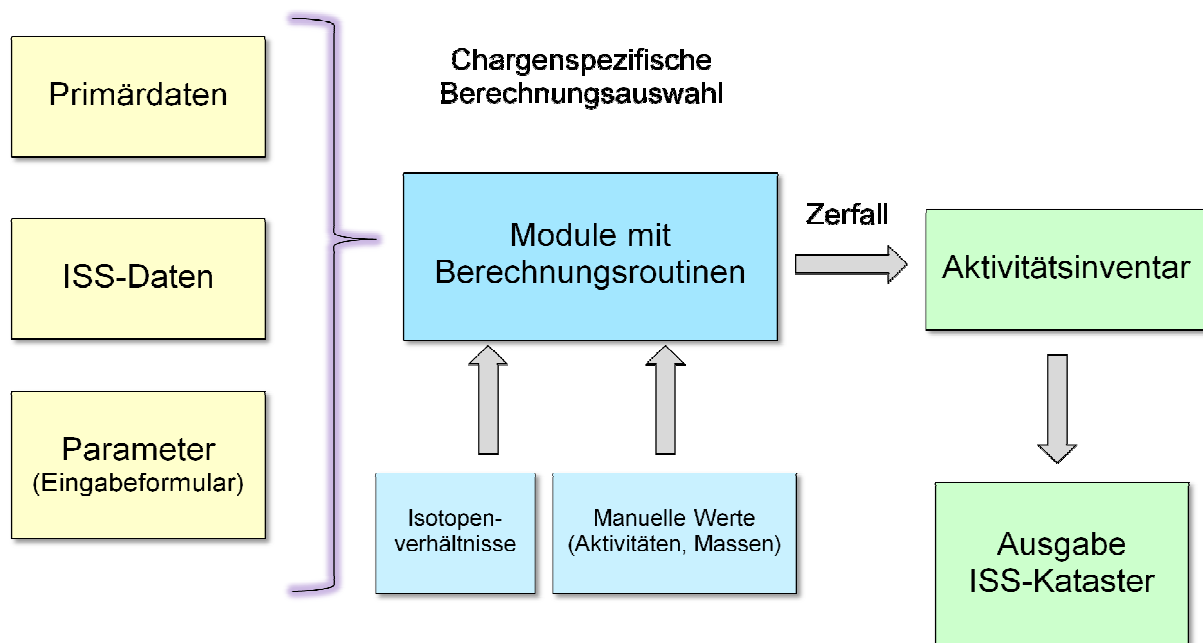 Primärdaten
ISS-Daten
Parameter
(Eingabeformular)
Chargenspezifische
Berechnungsauswahl
Module mit
Berechnungsroutinen
Isotopen-
verhältnisse
Manuelle Werte
(Aktivitäten, Massen)
Zerfall
Aktivitätsinventar
Ausgabe
ISS-Kataster